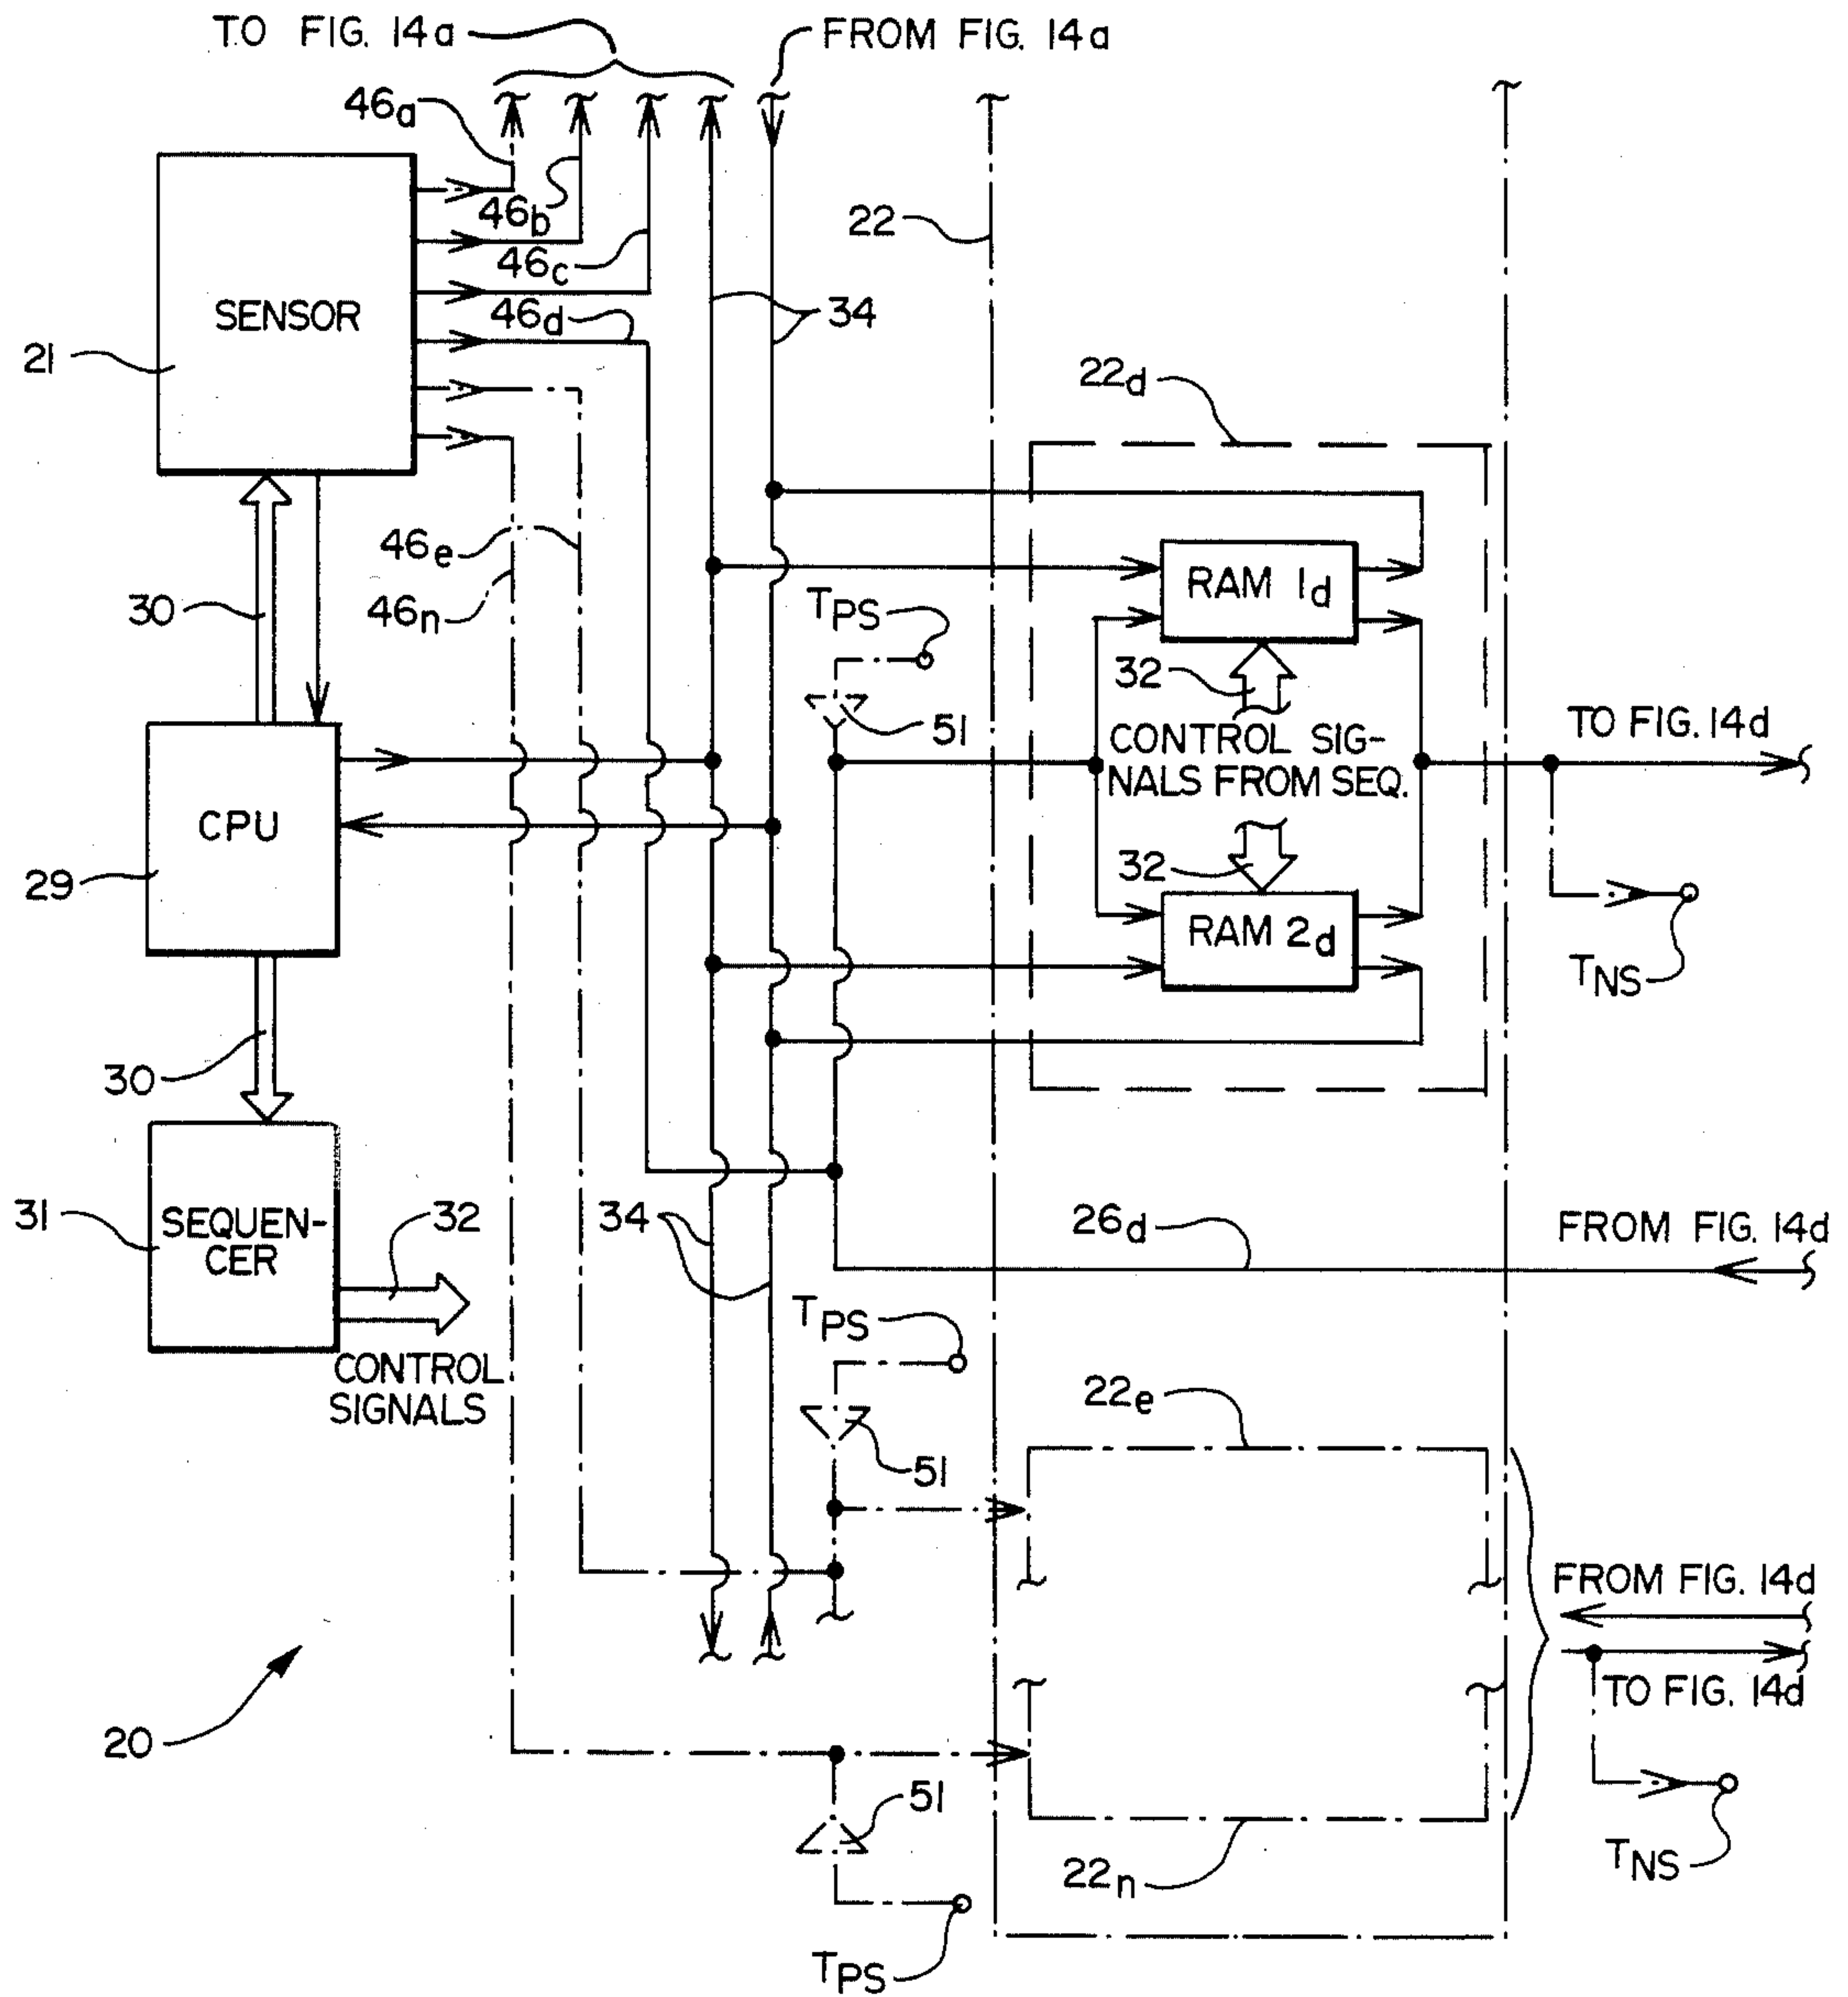 TO FIG. 14a
FROM FIG. 14a
46a
46b
46c
46d
22
34
SENSOR
21
22d
46e
46n
30
TPS
RAM 1d
32
51
CONTROL SIG-
NALS FROM SEQ.
TO FIG. 14d
CPU
29
32
RAM 2d
TNS
30
31
SEQUEN-
CER
32
34
26d
FROM FIG. 14d
CONTROL
SIGNALS
TPS
22e
51
FROM FIG. 14d
TO FIG. 14d
20
51
22n
TNS
TPS